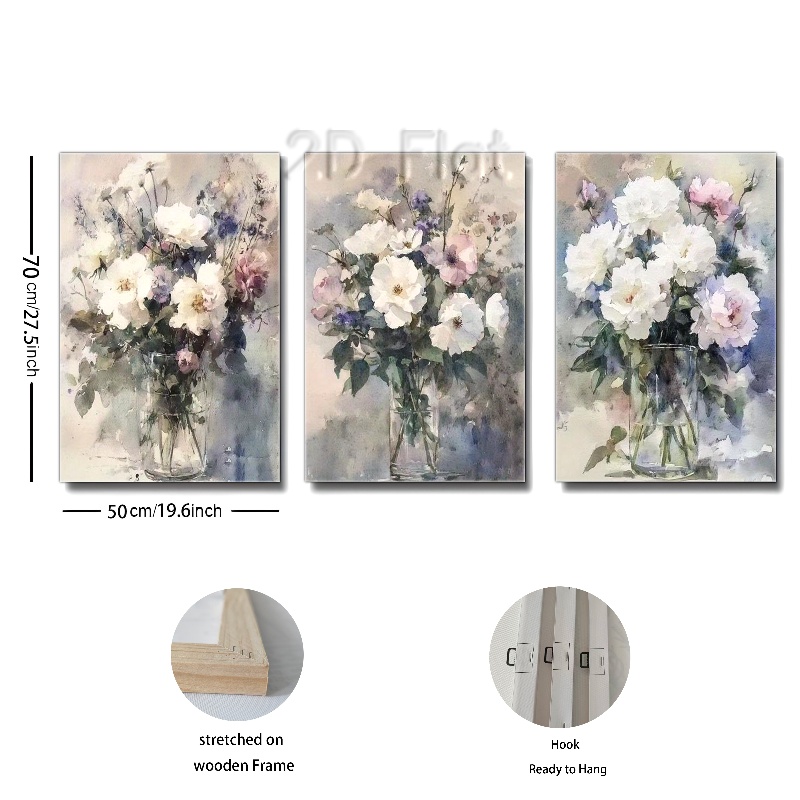 2D Flat
70cm/27.5inch
50cm/19.6inch
stretched on
wooden Frame
Hook
Ready to Hang